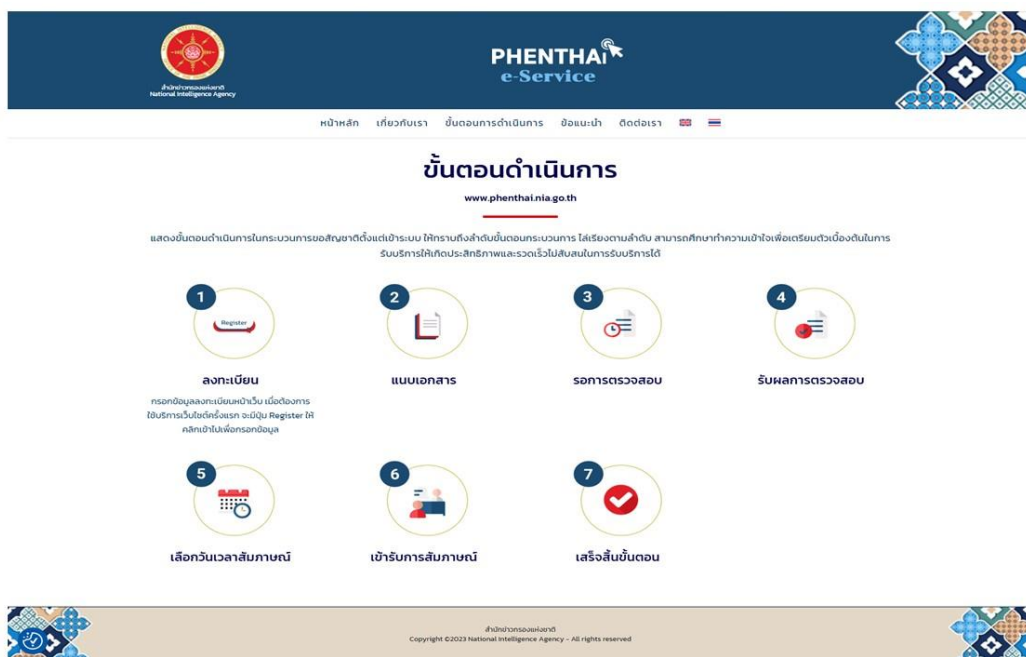 สำนักข่าวกรองแห่งชาติ
National Intelligence Agency
PHENTHAI
e-Service
หน้าหลัก เกี่ยวกับเรา ขั้นตอนการดำเนินการ ข้อแนะนำ ติดต่อเรา
ขั้นตอนดำเนินการ
www.phenthai.nia.go.th
แสดงขั้นตอนดำเนินการในกระบวนการขอสัญชาติตั้งแต่เข้าระบบ ให้ทราบถึงลำดับขั้นตอนกระบวนการ ไล่เรียงตามลำดับ สามารถศึกษาทำความเข้าใจเพื่อเตรียมตัวเบื้องต้นในการ
รับบริการให้เกิดประสิทธิภาพและรวดเร็วไม่สับสนในการรับบริการได้
1
Register
ลงทะเบียน
กรอกข้อมูลลงทะเบียนหน้าเว็บ เมื่อต้องการ
ใช้บริการเว็บไซต์ครั้งแรก จะมีปุ่ม Register ให้
คลิกเข้าไปเพื่อกรอกข้อมูล
2
แนบเอกสาร
3
รอการตรวจสอบ
4
รับผลการตรวจสอบ
5
เลือกวันเวลาสัมภาษณ์
6
เข้ารับการสัมภาษณ์
7
เสร็จสิ้นขั้นตอน
สำนักข่าวกรองแห่งชาติ
Copyright ©2023 National Intelligence Agency - All rights reserved